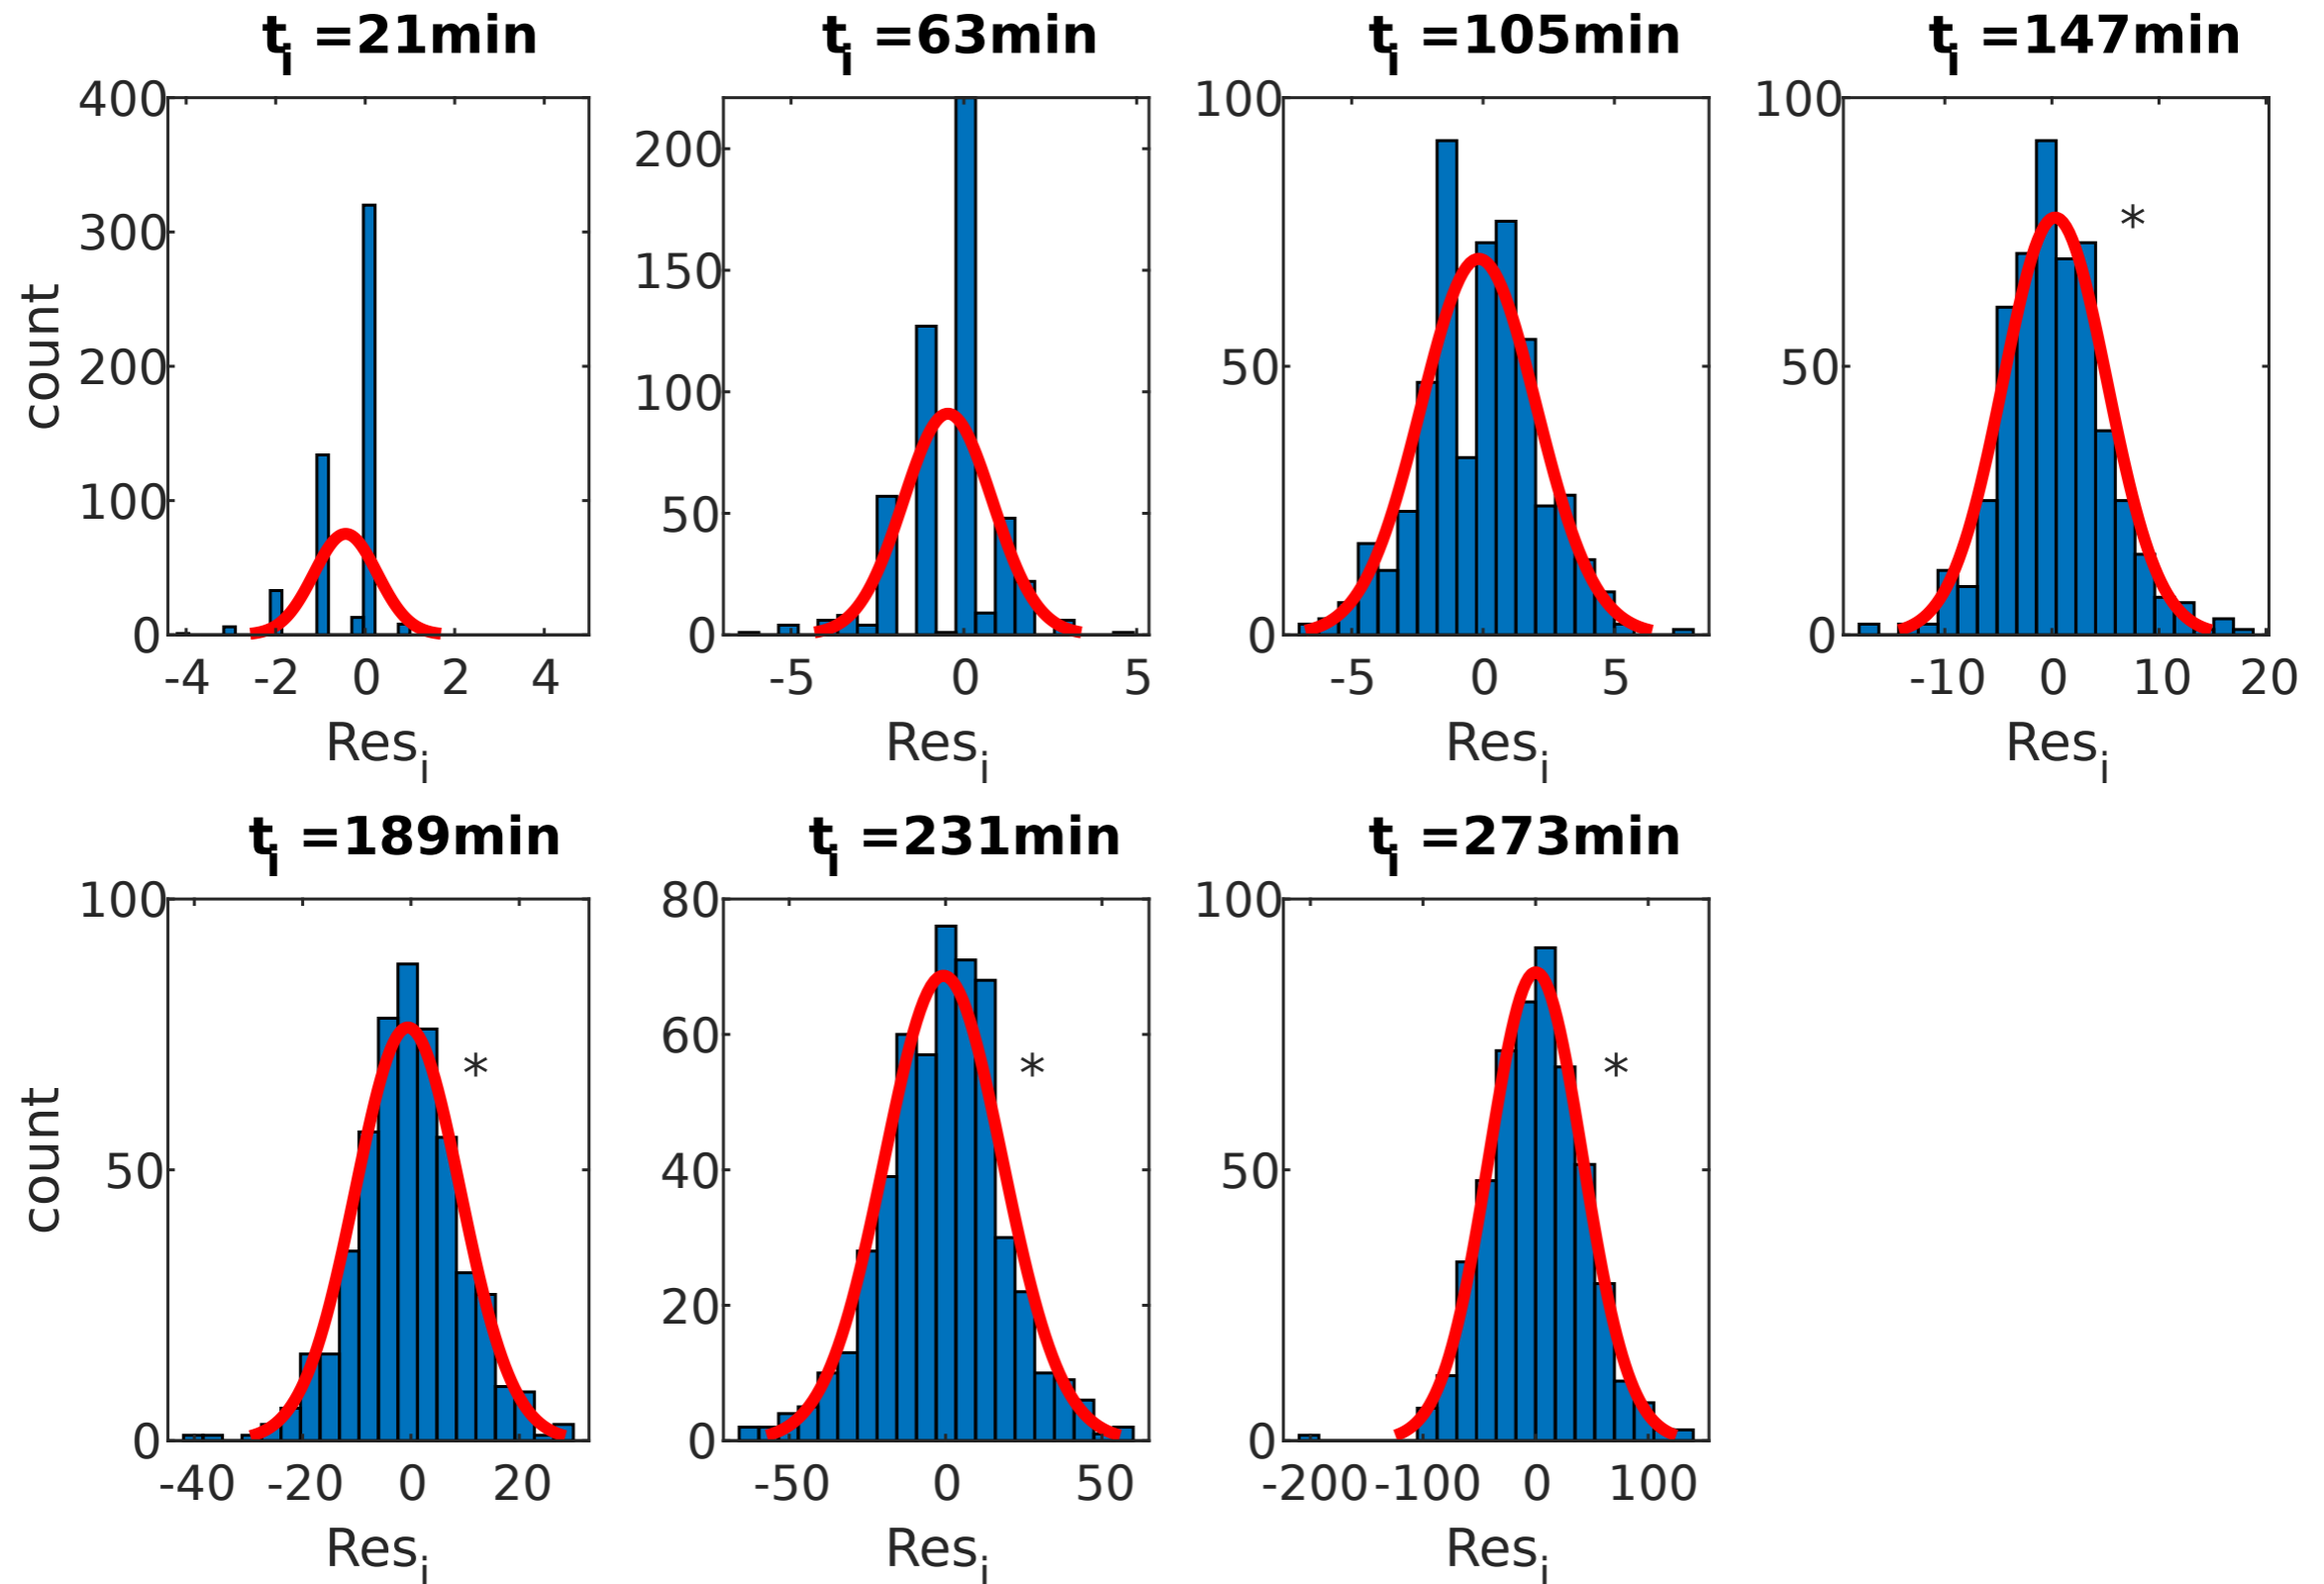 t_i =21min
400
300
200
100
0
count
-4 -2 0 2 4
Res_i
t_i =63min
200
150
100
50
0
-5 0 5
Res_i
t_i =105min
100
50
0
-5 0 5
Res_i
t_i =147min
100
50
0
*
-10 0 10 20
Res_i
t_i =189min
100
50
0
count
*
-40 -20 0 20
Res_i
t_i =231min
80
60
40
20
0
*
-50 0 50
Res_i
t_i =273min
100
50
0
*
-200 -100 0 100
Res_i